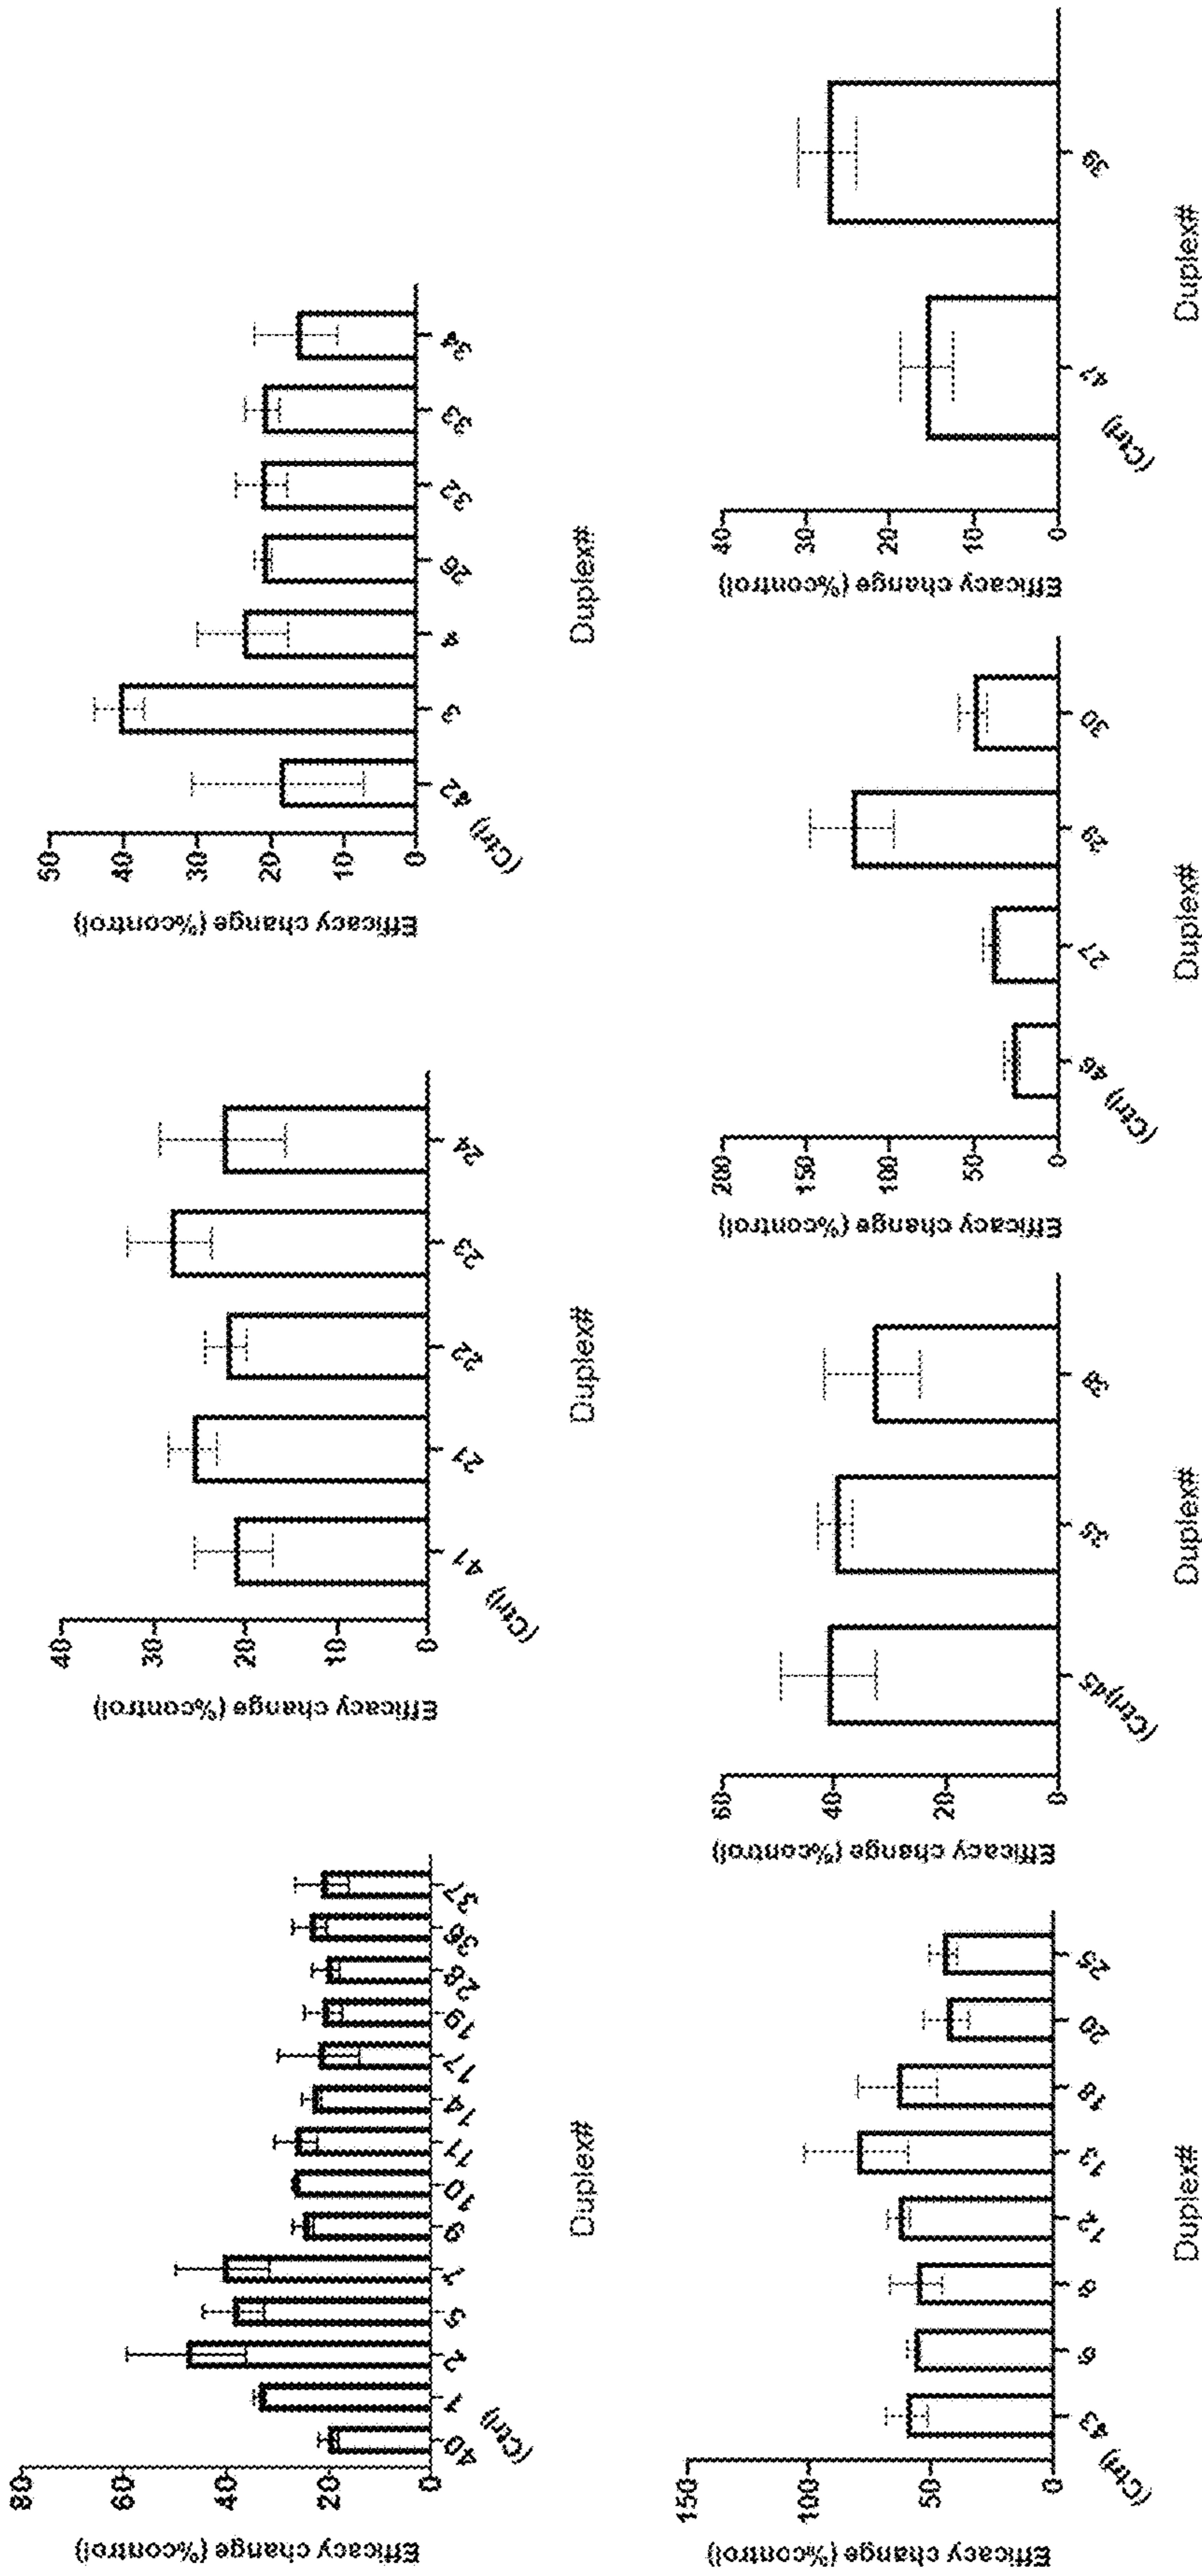 Efficacy change (%control)
80
60
40
20
0
40 1 2 5 7 9 10 11 14 17 19 28 36 37
(Ctrl)
Duplex#
Efficacy change (%control)
40
30
20
10
0
41 21 22 23 24
(Ctrl)
Duplex#
Efficacy change (%control)
50
40
30
20
10
0
42 3 4 26 32 33 34
(Ctrl)
Duplex#
Efficacy change (%control)
150
100
50
0
43 6 8 12 13 18 20 25
(Ctrl)
Duplex#
Efficacy change (%control)
60
40
20
0
(Ctrl)45 35 38
Duplex#
Efficacy change (%control)
200
150
100
50
0
46 27 29 30
(Ctrl)
Duplex#
Efficacy change (%control)
40
30
20
10
0
47 39
(Ctrl)
Duplex#